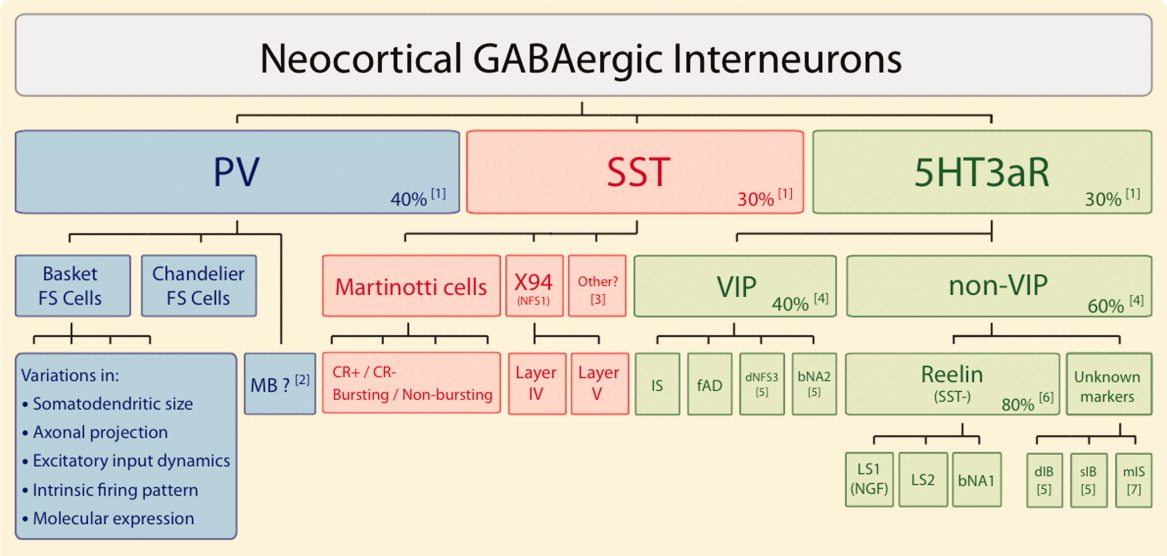 Neocortical GABAergic Interneurons
PV
40% [1]
SST
30% [1]
5HT3aR
30% [1]
Basket
FS Cells
Chandelier
FS Cells
Martinotti cells
X94
(NFS1)
Other?
[3]
VIP
40% [4]
non-VIP
60% [4]
Variations in:
• Somatodendritic size
• Axonal projection
• Excitatory input dynamics
• Intrinsic firing pattern
• Molecular expression
MB ? [2]
CR+ / CR-
Bursting / Non-bursting
Layer
IV
Layer
V
IS
fAD
dNFS3
[5]
bNA2
[5]
Reelin
(SST-)
80% [6]
Unknown
markers
LS1
(NGF)
LS2
bNA1
dIB
[5]
sIB
[5]
mIS
[7]